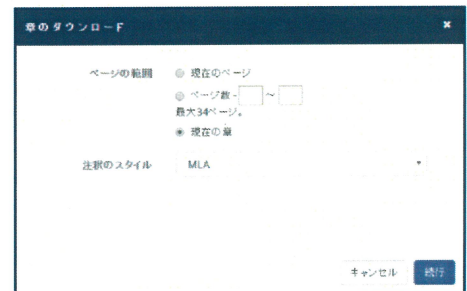 章のダウンロード ×
ページの範囲 現在のページ
ページ数 - ～
最大34ページ。
現在の章
注釈のスタイル MLA
キャンセル 続行